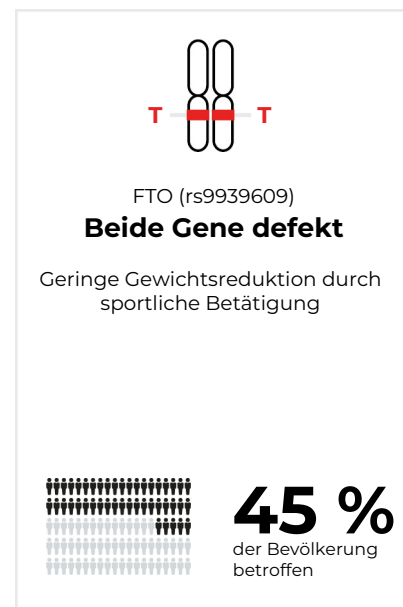 T T
FTO (rs9939609)
Beide Gene defekt
Geringe Gewichtsreduktion durch
sportliche Betätigung
45 %
der Bevölkerung
betroffen